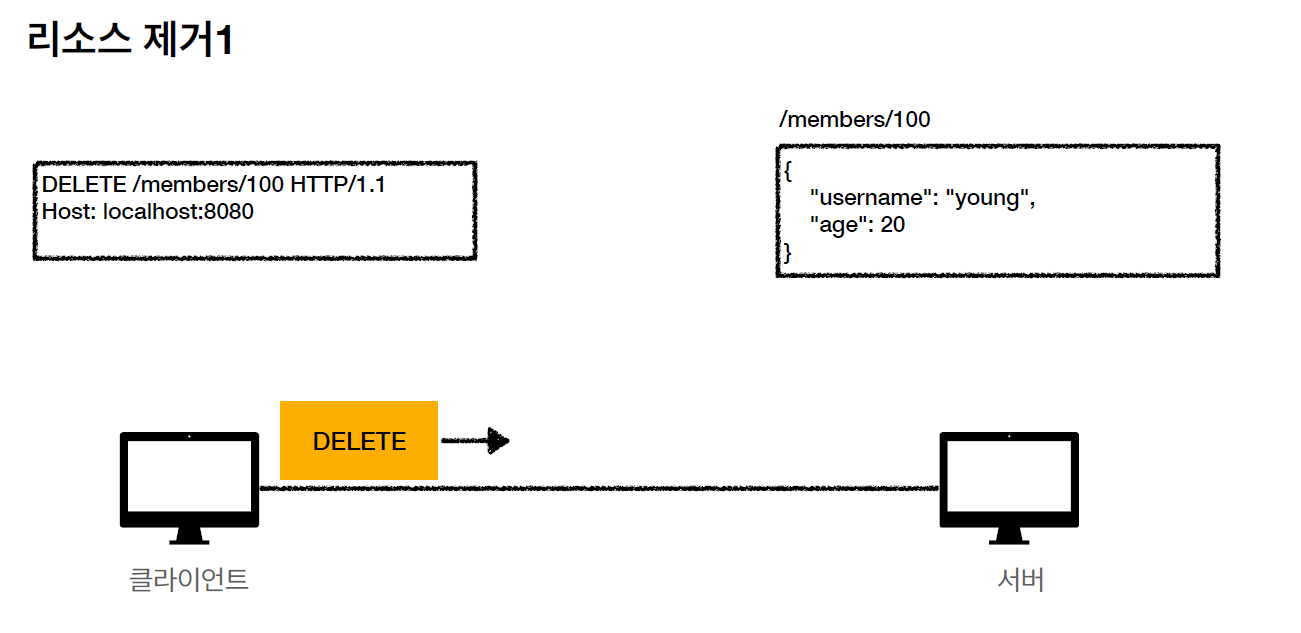 리소스 제거1
DELETE /members/100 HTTP/1.1
Host: localhost:8080
/members/100
{
"username": "young",
"age": 20
}
DELETE
클라이언트
서버